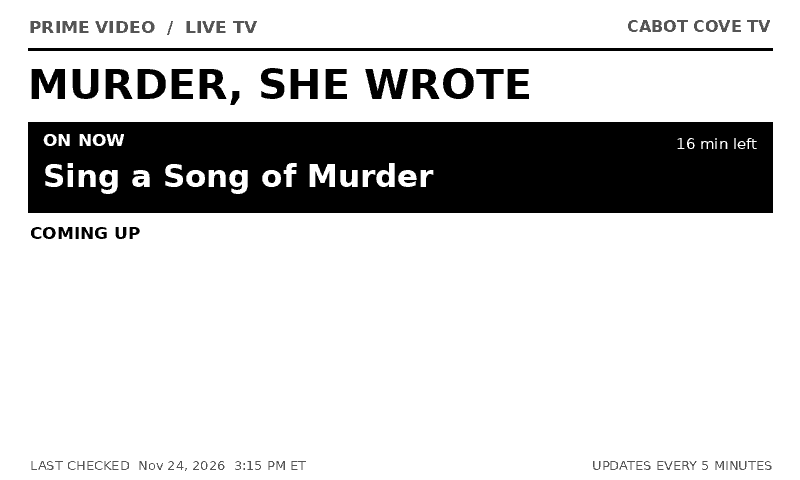 PRIME VIDEO / LIVE TV
CABOT COVE TV
MURDER, SHE WROTE
ON NOW
16 min left
Sing a Song of Murder
COMING UP
LAST CHECKED Nov 24, 2026 3:15 PM ET
UPDATES EVERY 5 MINUTES